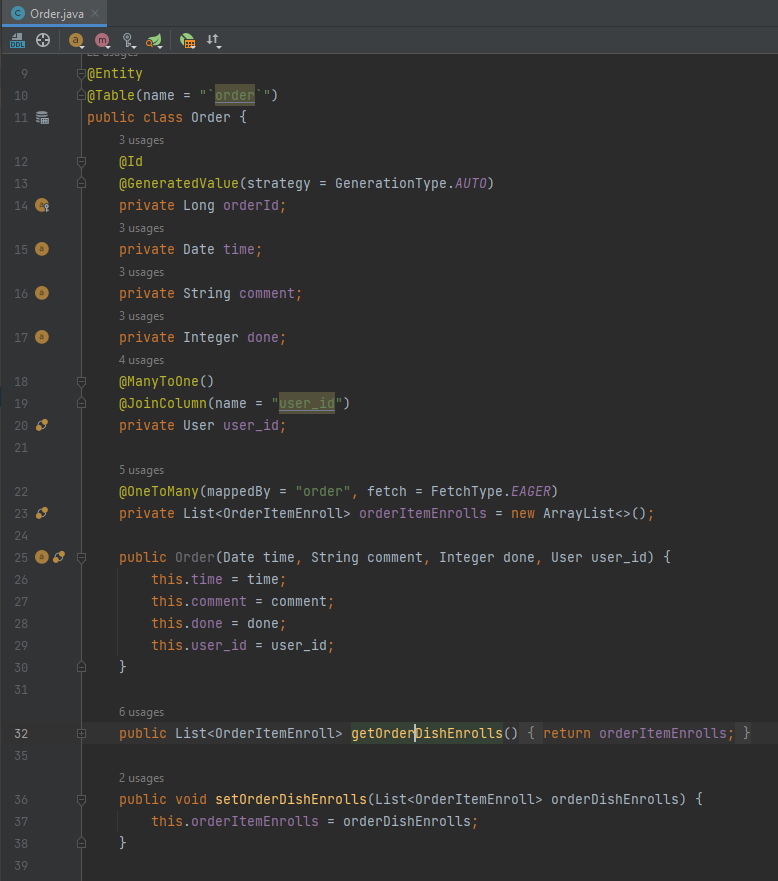 Order.java
9 @Entity
10 @Table(name = "`order`")
11 public class Order {
3 usages
12 @Id
13 @GeneratedValue(strategy = GenerationType.AUTO)
14 private Long orderId;
3 usages
15 private Date time;
3 usages
16 private String comment;
3 usages
17 private Integer done;
4 usages
18 @ManyToOne()
19 @JoinColumn(name = "user_id")
20 private User user_id;
21
5 usages
22 @OneToMany(mappedBy = "order", fetch = FetchType.EAGER)
23 private List<OrderItemEnroll> orderItemEnrolls = new ArrayList<>();
24
25 public Order(Date time, String comment, Integer done, User user_id) {
26 this.time = time;
27 this.comment = comment;
28 this.done = done;
29 this.user_id = user_id;
30 }
31
6 usages
32 public List<OrderItemEnroll> getOrderDishEnrolls() { return orderItemEnrolls; }
35
2 usages
36 public void setOrderDishEnrolls(List<OrderItemEnroll> orderDishEnrolls) {
37 this.orderItemEnrolls = orderDishEnrolls;
38 }
39